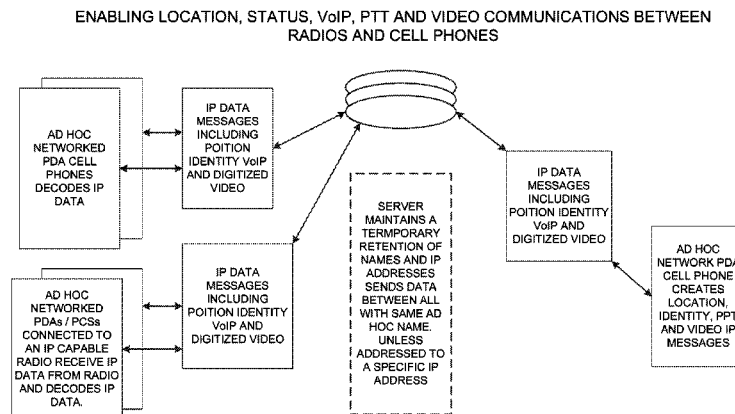 ENABLING LOCATION, STATUS, VoIP, PTT AND VIDEO COMMUNICATIONS BETWEEN
RADIOS AND CELL PHONES
AD HOC
NETWORKED
PDA CELL
PHONES
DECODES IP
DATA
IP DATA
MESSAGES
INCLUDING
POITION
IDENTITY VoIP
AND DIGITIZED
VIDEO
AD HOC
NETWORKED
PDAs / PCSs
CONNECTED TO
AN IP CAPABLE
RADIO RECEIVE IP
DATA FROM RADIO
AND DECODES IP
DATA.
IP DATA
MESSAGES
INCLUDING
POITION IDENTITY
VoIP AND
DIGITIZED VIDEO
SERVER
MAINTAINS A
TERMPORARY
RETENTION OF
NAMES AND IP
ADDRESSES
SENDS DATA
BETWEEN ALL
WITH SAME AD
HOC NAME.
UNLESS
ADDRESSED TO
A SPECIFIC IP
ADDRESS
IP DATA
MESSAGES
INCLUDING
POITION IDENTITY
VoIP AND
DIGITIZED VIDEO
AD HOC
NETWORK PDA
CELL PHONE
CREATES
LOCATION,
IDENTITY, PPT
AND VIDEO IP
MESSAGES